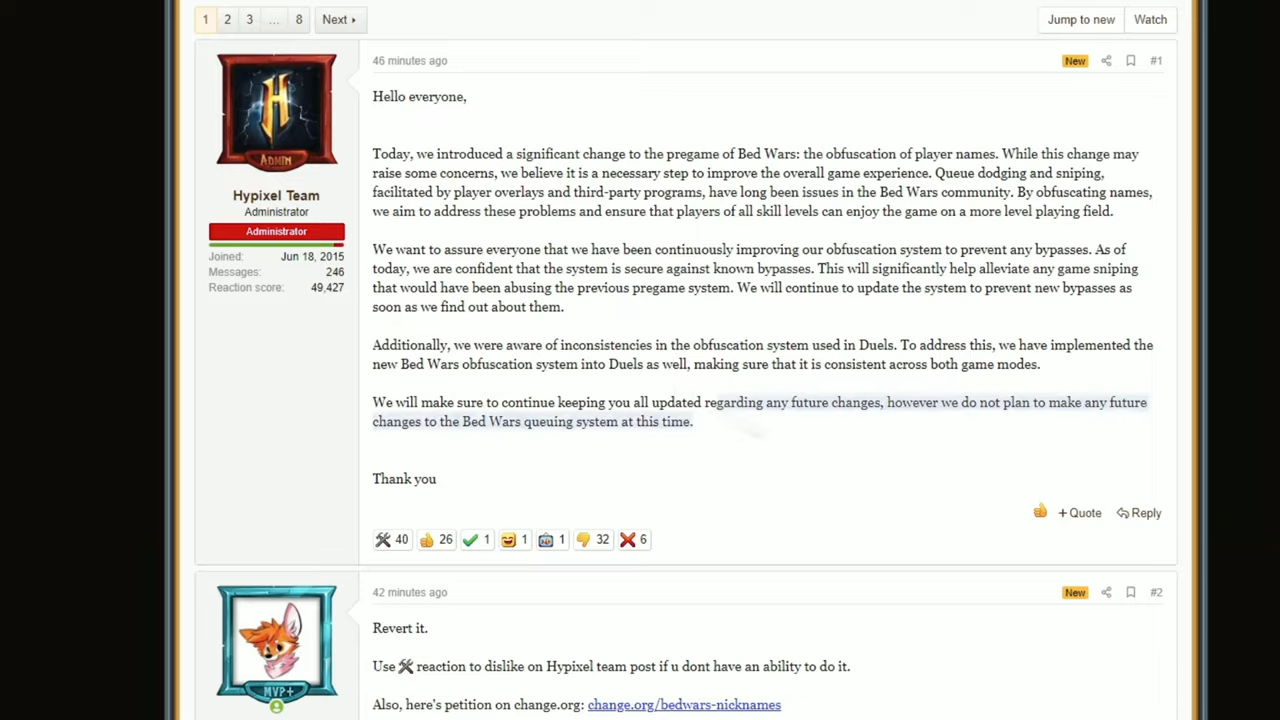 1 2 3 ... 8 Next Jump to new Watch
46 minutes ago New #1
H
ADMIN
Hypixel Team
Administrator
Administrator
Joined: Jun 18, 2015
Messages: 246
Reaction score: 49,427
Hello everyone,
Today, we introduced a significant change to the pregame of Bed Wars: the obfuscation of player names. While this change may
raise some concerns, we believe it is a necessary step to improve the overall game experience. Queue dodging and sniping,
facilitated by player overlays and third-party programs, have long been issues in the Bed Wars community. By obfuscating names,
we aim to address these problems and ensure that players of all skill levels can enjoy the game on a more level playing field.
We want to assure everyone that we have been continuously improving our obfuscation system to prevent any bypasses. As of
today, we are confident that the system is secure against known bypasses. This will significantly help alleviate any game sniping
that would have been abusing the previous pregame system. We will continue to update the system to prevent new bypasses as
soon as we find out about them.
Additionally, we were aware of inconsistencies in the obfuscation system used in Duels. To address this, we have implemented the
new Bed Wars obfuscation system into Duels as well, making sure that it is consistent across both game modes.
We will make sure to continue keeping you all updated regarding any future changes, however we do not plan to make any future
changes to the Bed Wars queuing system at this time.
Thank you
+ Quote Reply
40 26 1 1 1 32 6
42 minutes ago New #2
MVP+
Revert it.
Use reaction to dislike on Hypixel team post if u dont have an ability to do it.
Also, here's petition on change.org: change.org/bedwars-nicknames